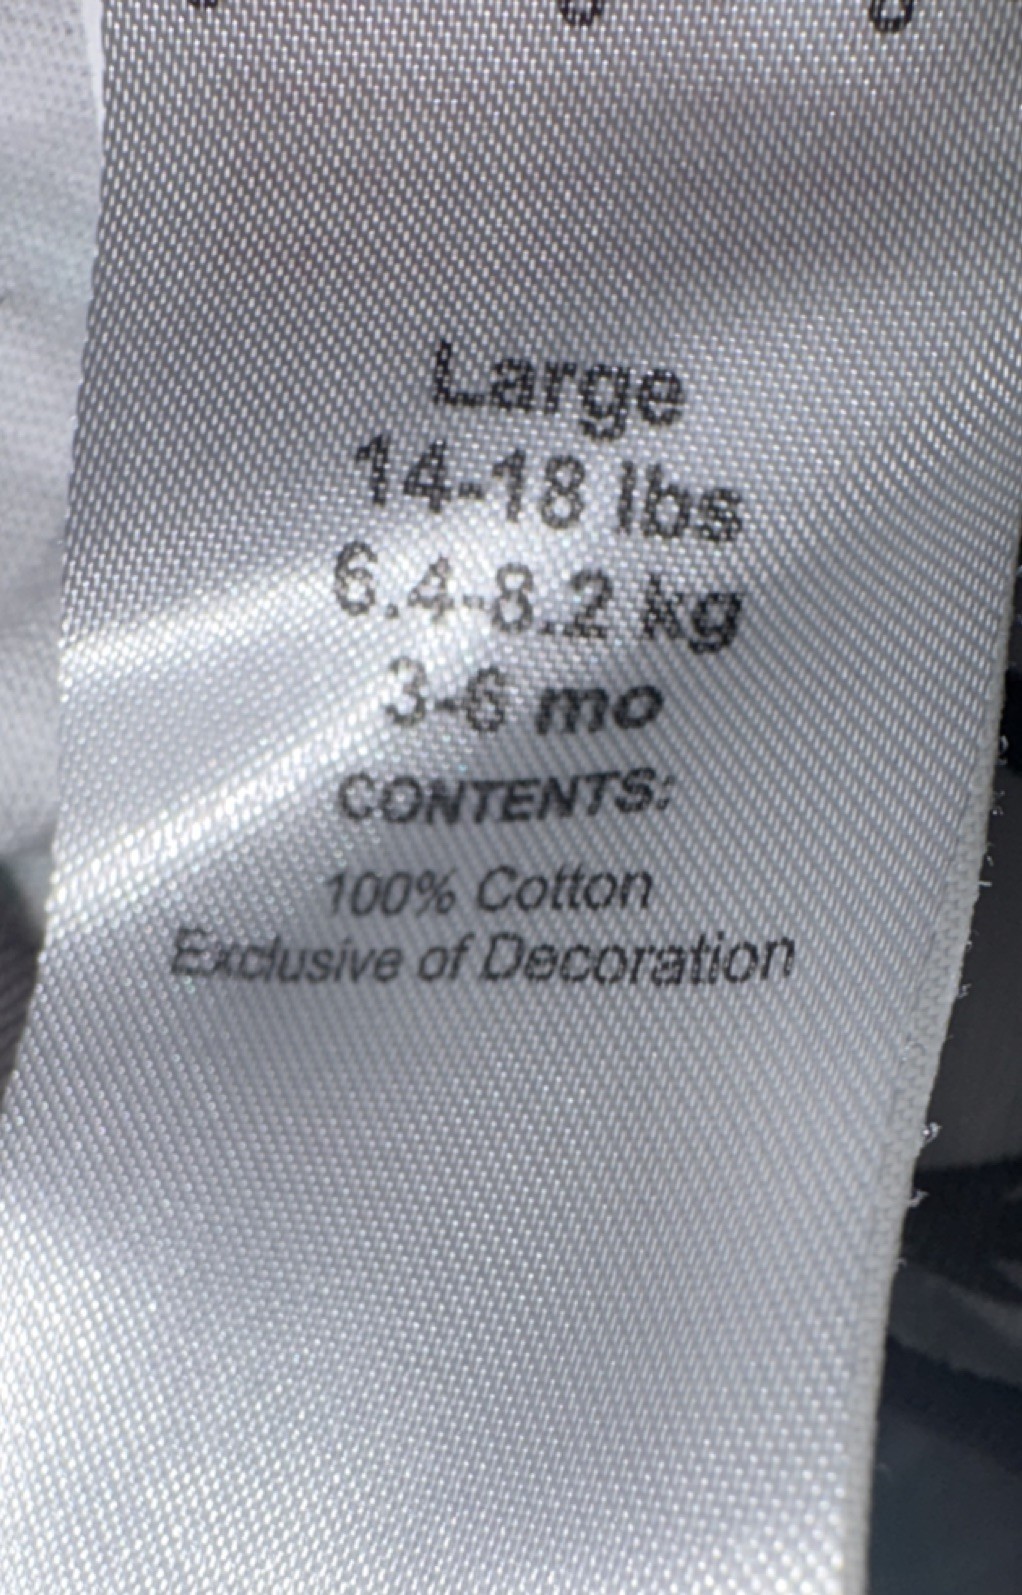 Large
14-18 lbs
6.4-8.2 kg
3-6 mo
CONTENTS:
100% Cotton
Exclusive of Decoration